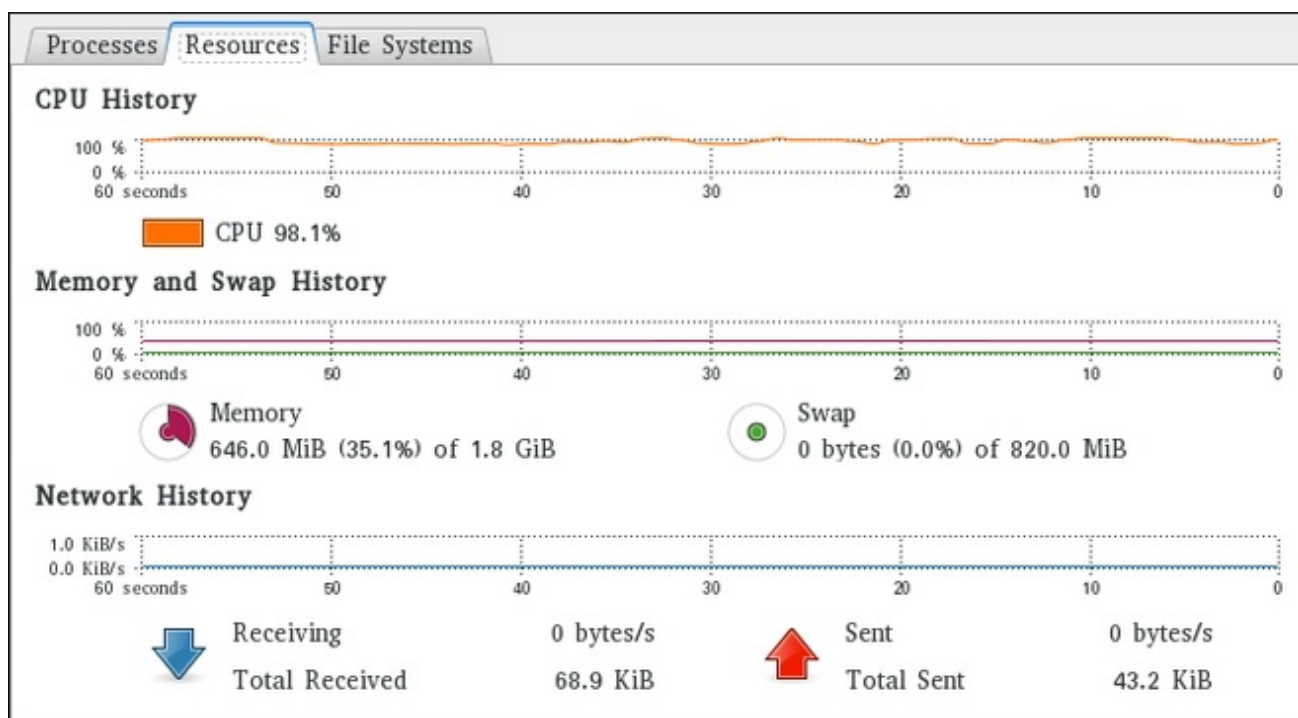 Processes Resources File Systems
CPU History
100 %
0 %
60 seconds 50 40 30 20 10 0
CPU 98.1%
Memory and Swap History
100 %
0 %
60 seconds 50 40 30 20 10 0
Memory Swap
646.0 MiB (35.1%) of 1.8 GiB 0 bytes (0.0%) of 820.0 MiB
Network History
1.0 KiB/s
0.0 KiB/s
60 seconds 50 40 30 20 10 0
Receiving 0 bytes/s Sent 0 bytes/s
Total Received 68.9 KiB Total Sent 43.2 KiB